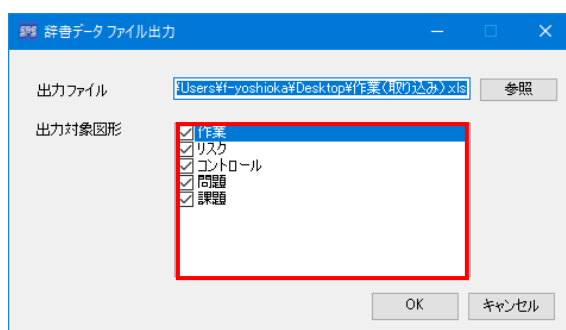 SPS 辞書データ ファイル出力
出力ファイル ¥Users¥f-yoshioka¥Desktop¥作業(取り込み).xls 参照
出力対象図形
作業
リスク
コントロール
問題
課題
OK キャンセル